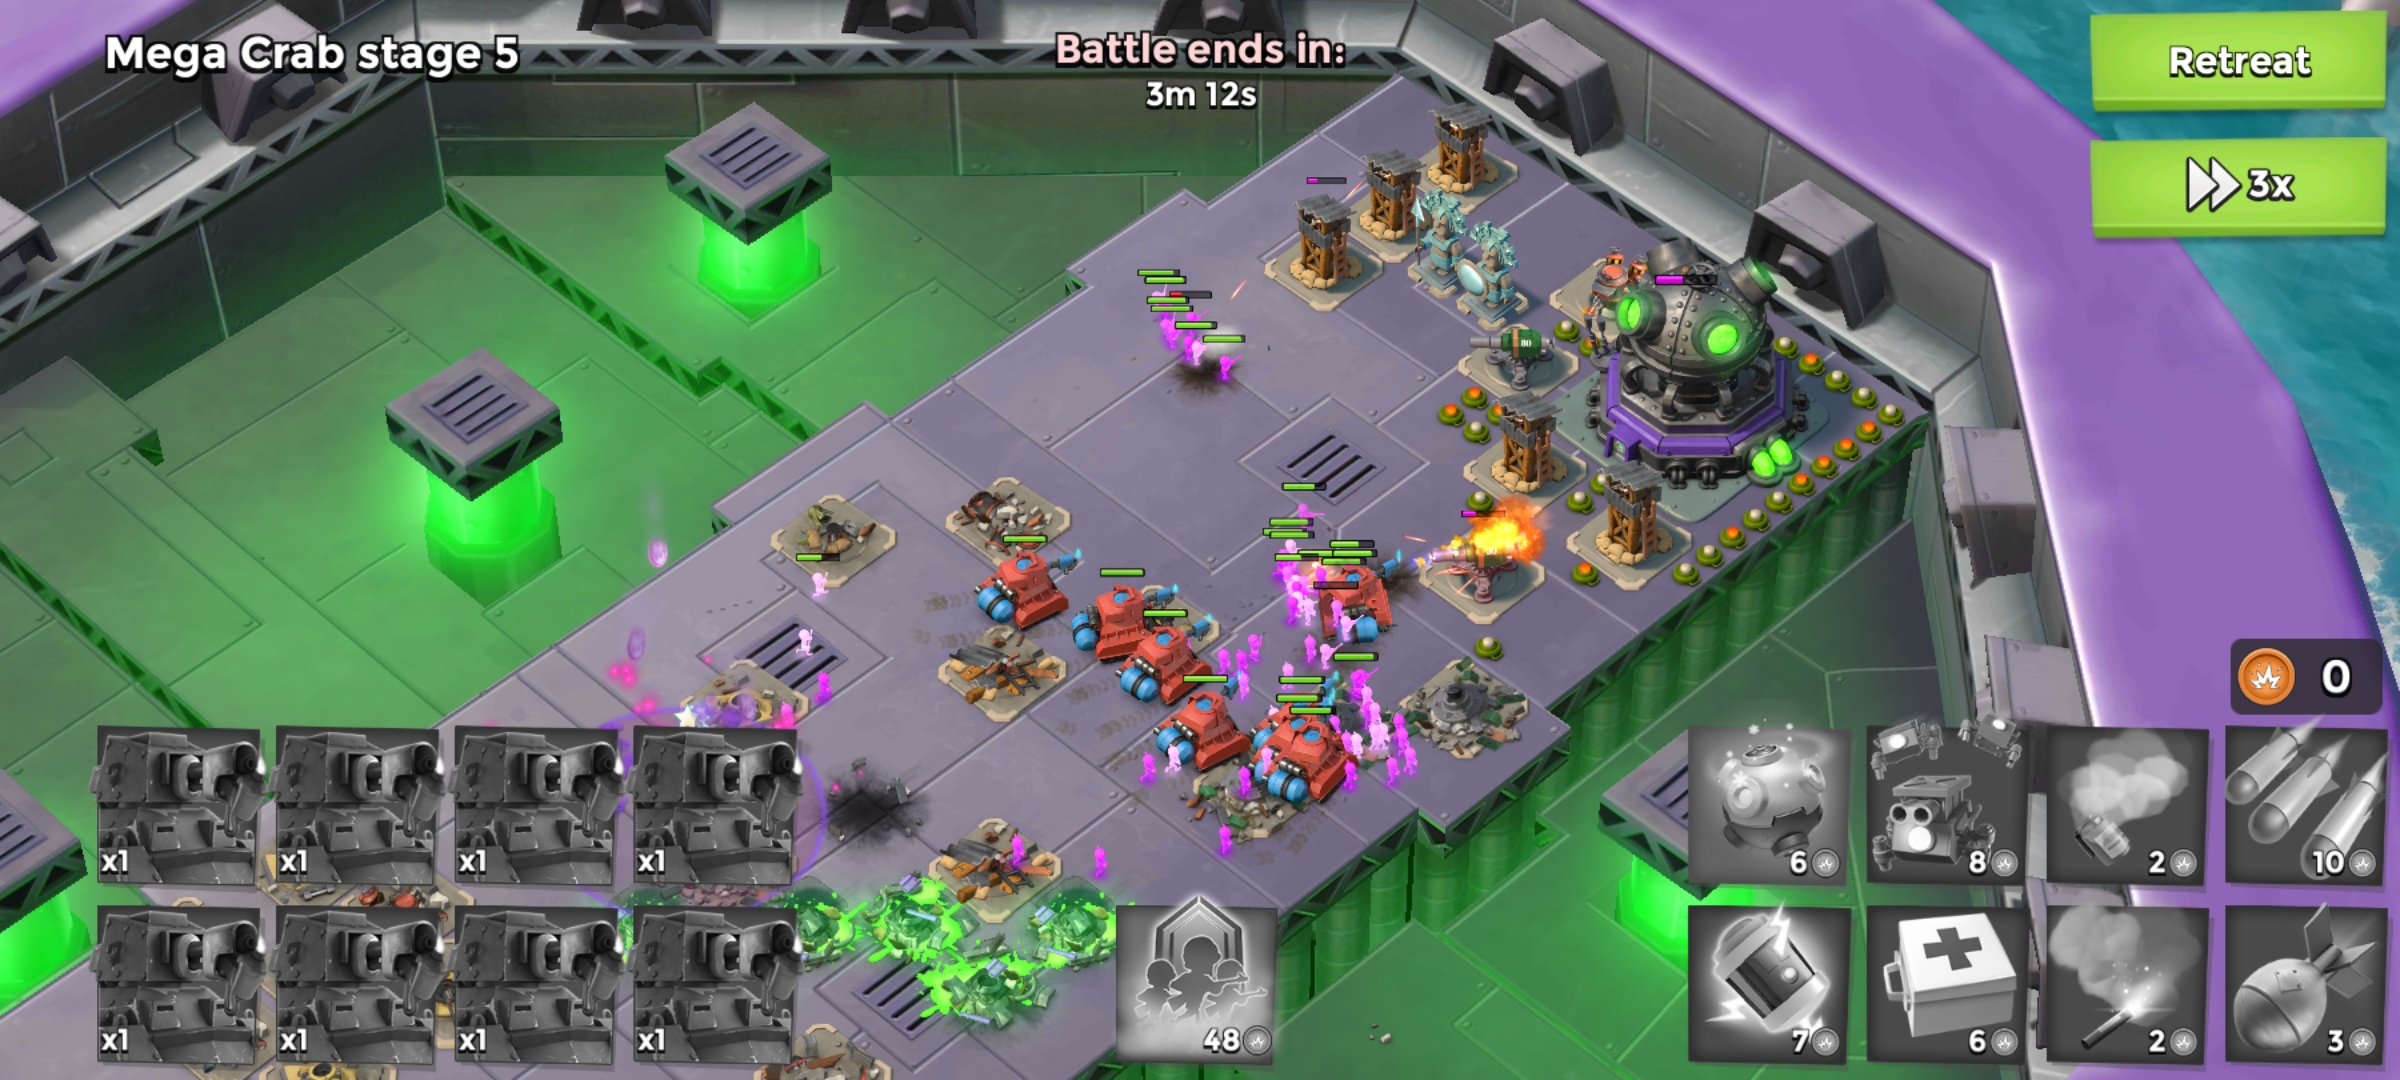 Mega Crab stage 5
Battle ends in:
3m 12s
Retreat
3x
0
x1 x1 x1 x1
6 8 2 10
x1 x1 x1 x1
48
7 6 2 3